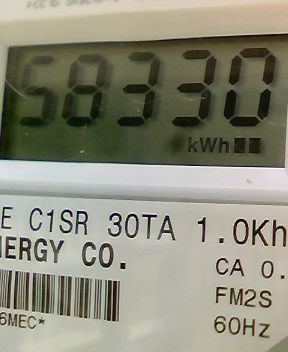 58330
kWh
E C1SR 30TA 1.0Kh
NERGY CO.
CA 0.
FM2S
6MEC*
60Hz